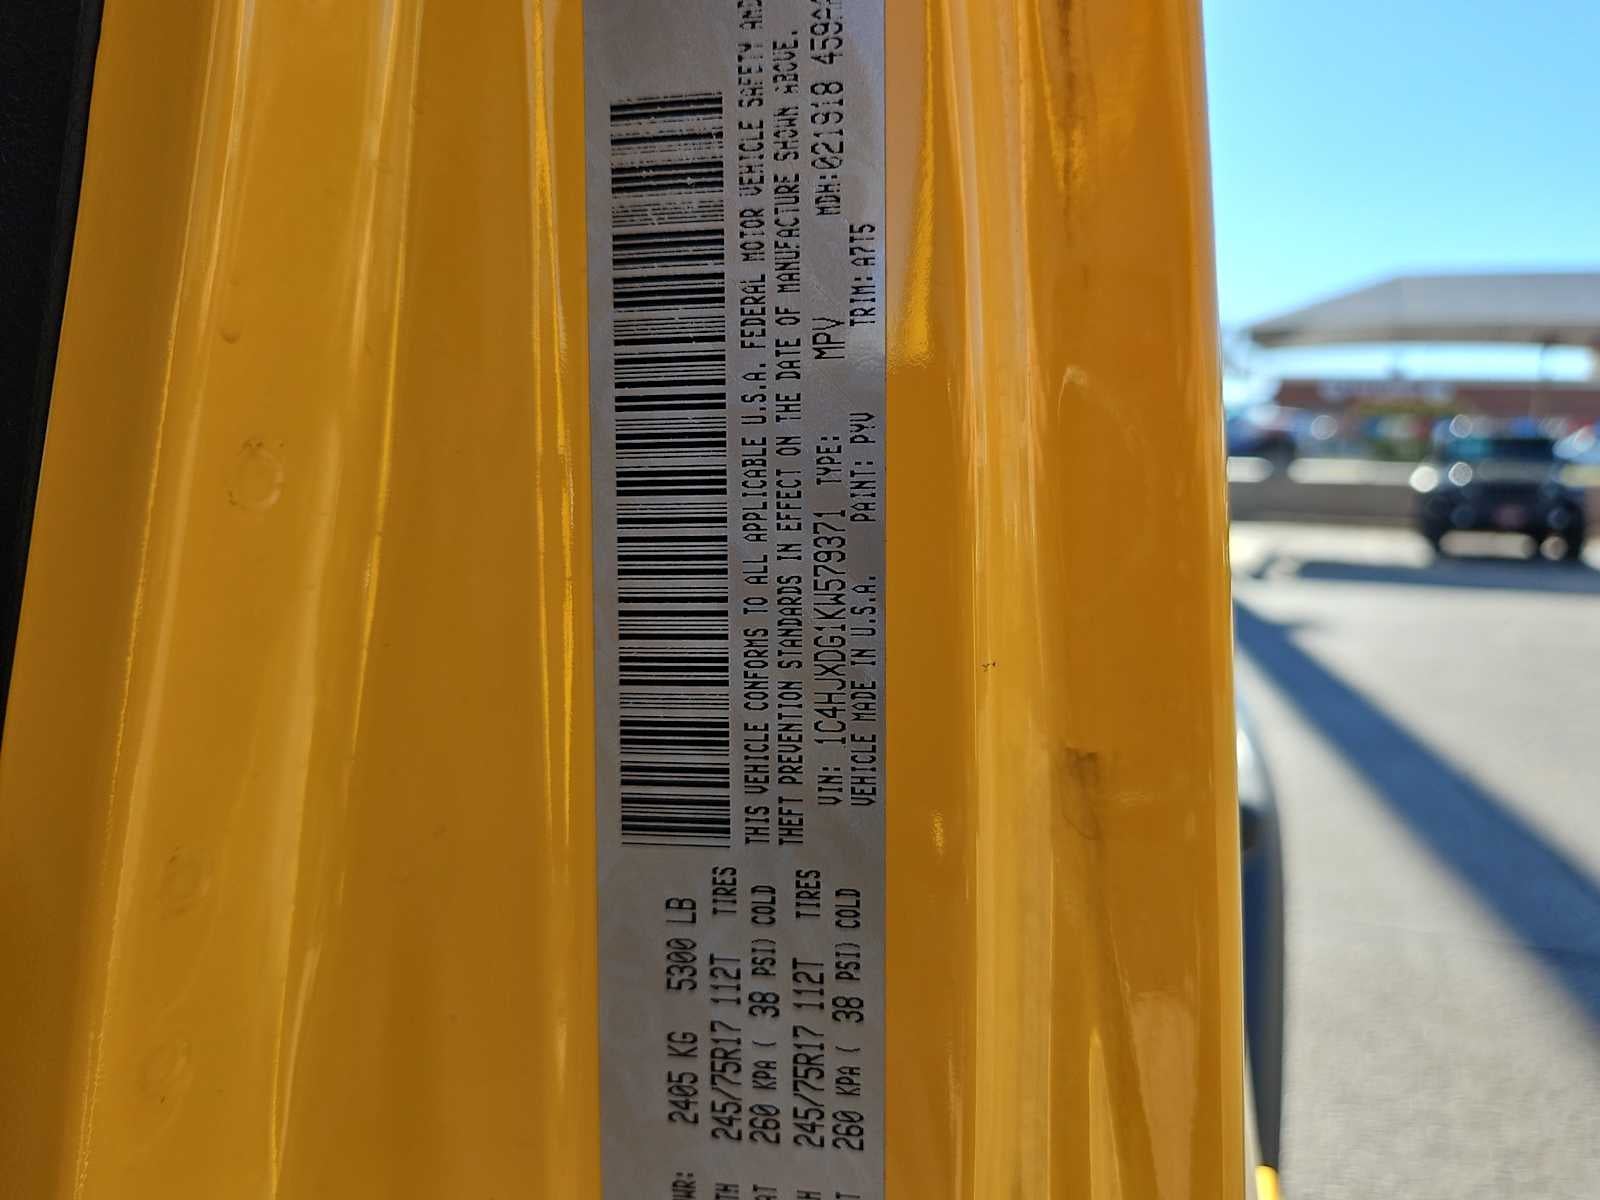 2405 KG 5300 LB
245/75R17 112T TIRES
260 KPA ( 38 PSI) COLD
245/75R17 112T TIRES
260 KPA ( 38 PSI) COLD
THIS VEHICLE CONFORMS TO ALL APPLICABLE U.S.A. FEDERAL MOTOR VEHICLE SAFETY AND
THEFT PREVENTION STANDARDS IN EFFECT ON THE DATE OF MANUFACTURE SHOWN ABOVE.
VIN: 1C4HJXDG1KW579371 TYPE: MPV MDH:021918 459
VEHICLE MADE IN U.S.A. PAINT: PYV TRIM: A7T5